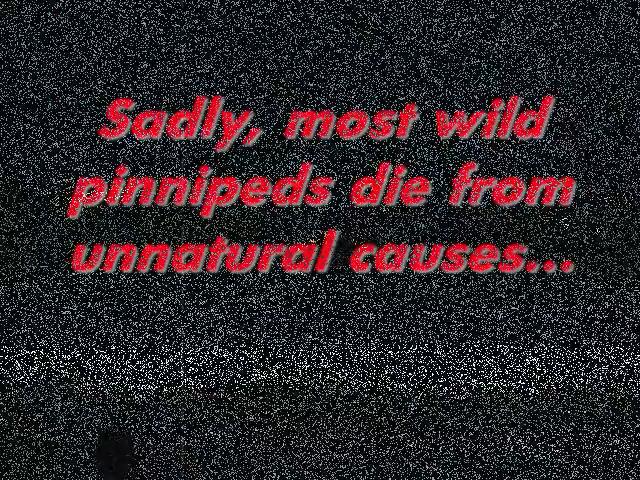 Sadly, most wild
pinnipeds die from
unnatural causes...